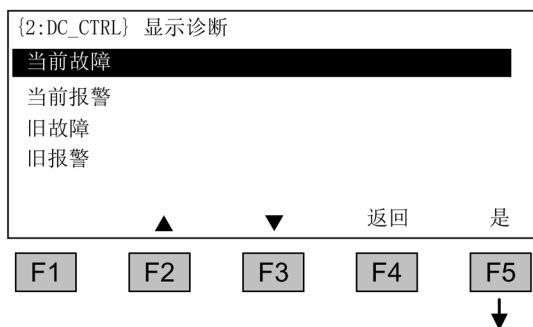 {2:DC_CTRL} 显示诊断
当前故障
当前报警
旧故障
旧报警
▲ ▼ 返回 是
F1 F2 F3 F4 F5